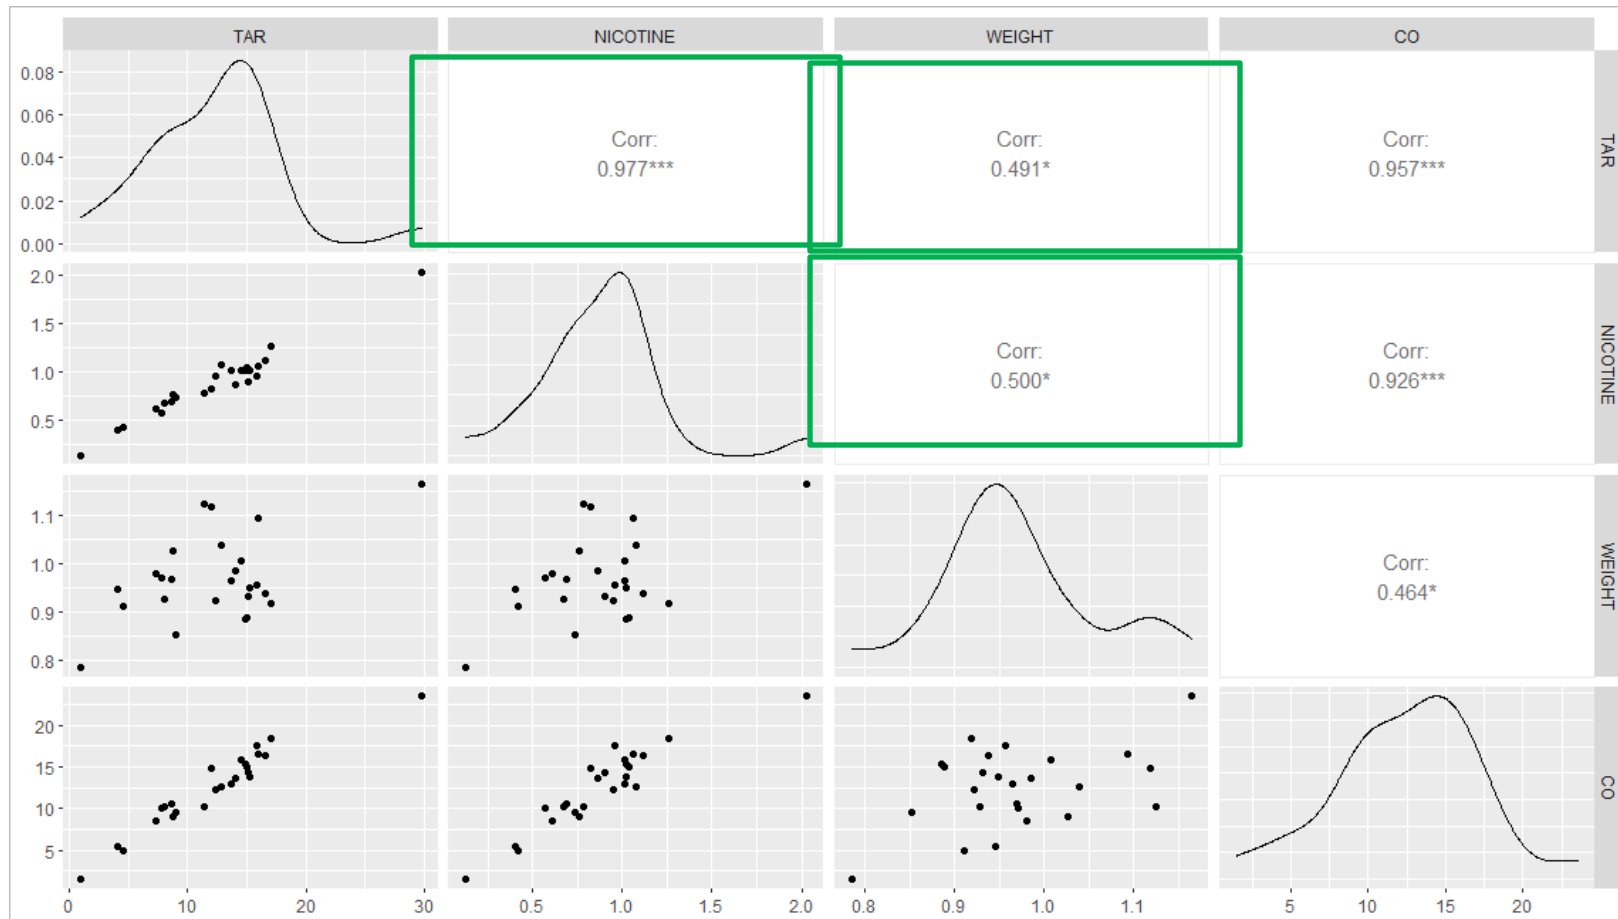 TAR NICOTINE WEIGHT CO
0.08
0.06
0.04
0.02
0.00
Corr:
0.977***
Corr:
0.491*
Corr:
0.957***
TAR
2.0
1.5
1.0
0.5
Corr:
0.500*
Corr:
0.926***
NICOTINE
1.1
1.0
0.9
0.8
Corr:
0.464*
WEIGHT
20
15
10
5
CO
0 10 20 30 0.5 1.0 1.5 2.0 0.8 0.9 1.0 1.1 5 10 15 20